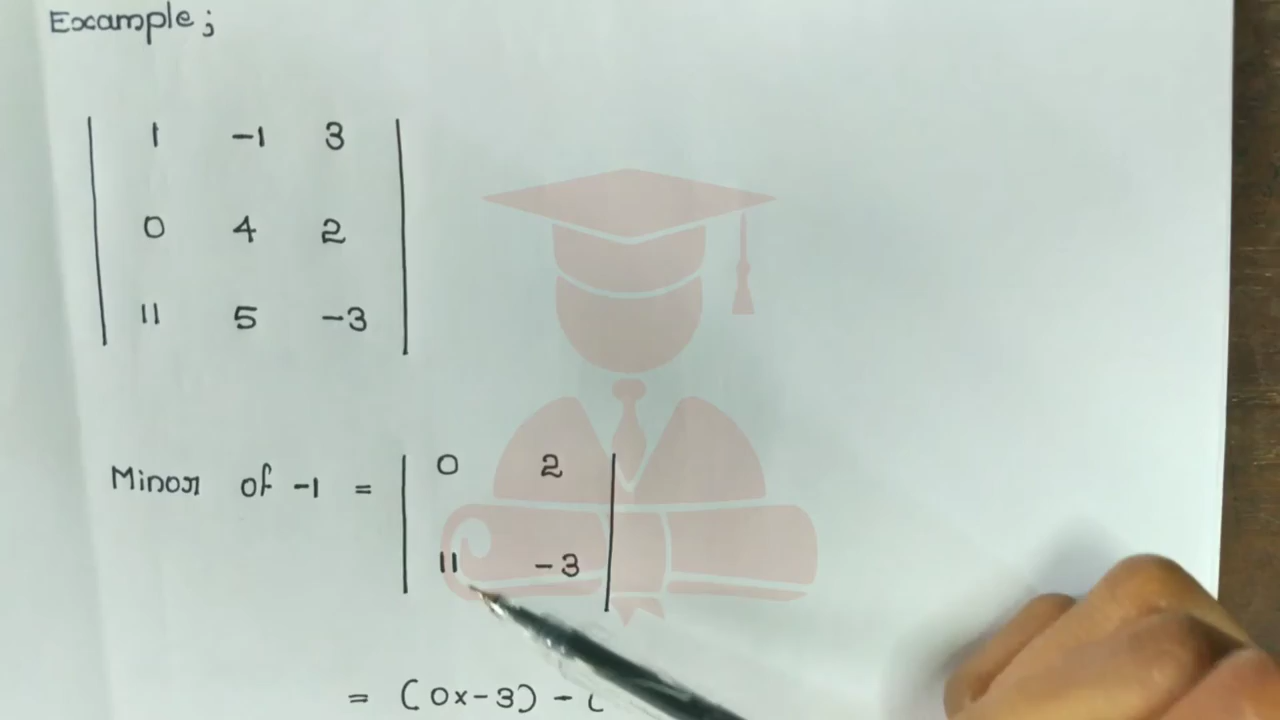 Example;
1 -1 3
0 4 2
11 5 -3
Minor of -1 = 0 2
11 -3
= (0x-3) - (